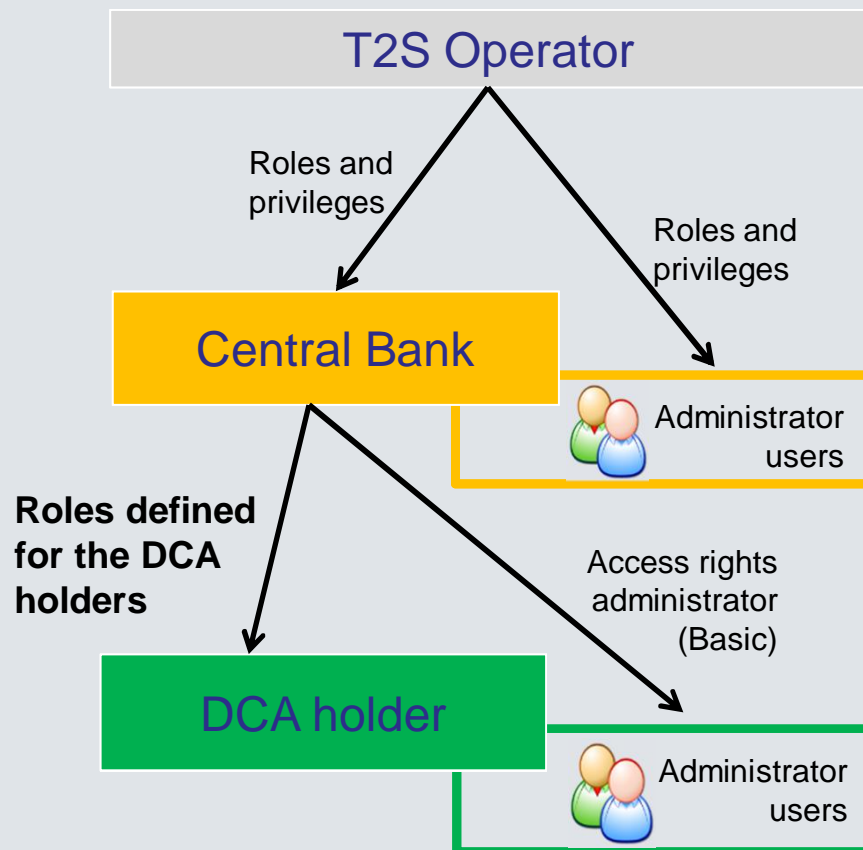 T2S Operator
Roles and
privileges
Roles and
privileges
Central Bank
Administrator
users
Roles defined
for the DCA
holders
Access rights
administrator
(Basic)
DCA holder
Administrator
users